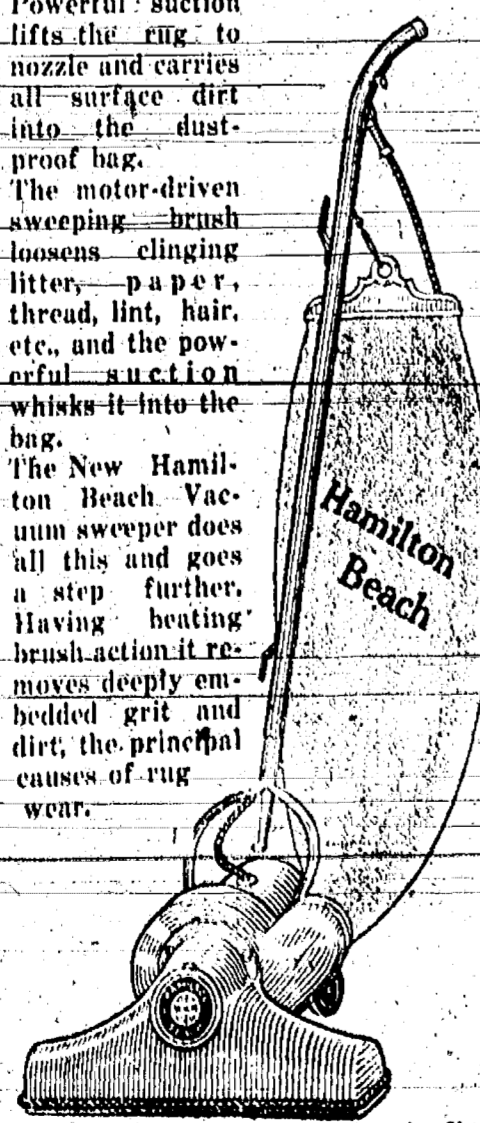 Powerful suction
lifts the rug to
nozzle and carries
all surface dirt
into the dust-
proof bag.
The motor-driven
sweeping brush
loosens clinging
litter, paper,
thread, lint, hair,
etc., and the pow-
erful suction
whisks it into the
bag.
The New Hamil-
ton Beach Vac-
uum sweeper does
all this and goes
a step further.
Having beating
brush action it re-
moves deeply em-
bedded grit and
dirt, the principal
causes of rug
wear.
Hamilton
Beach